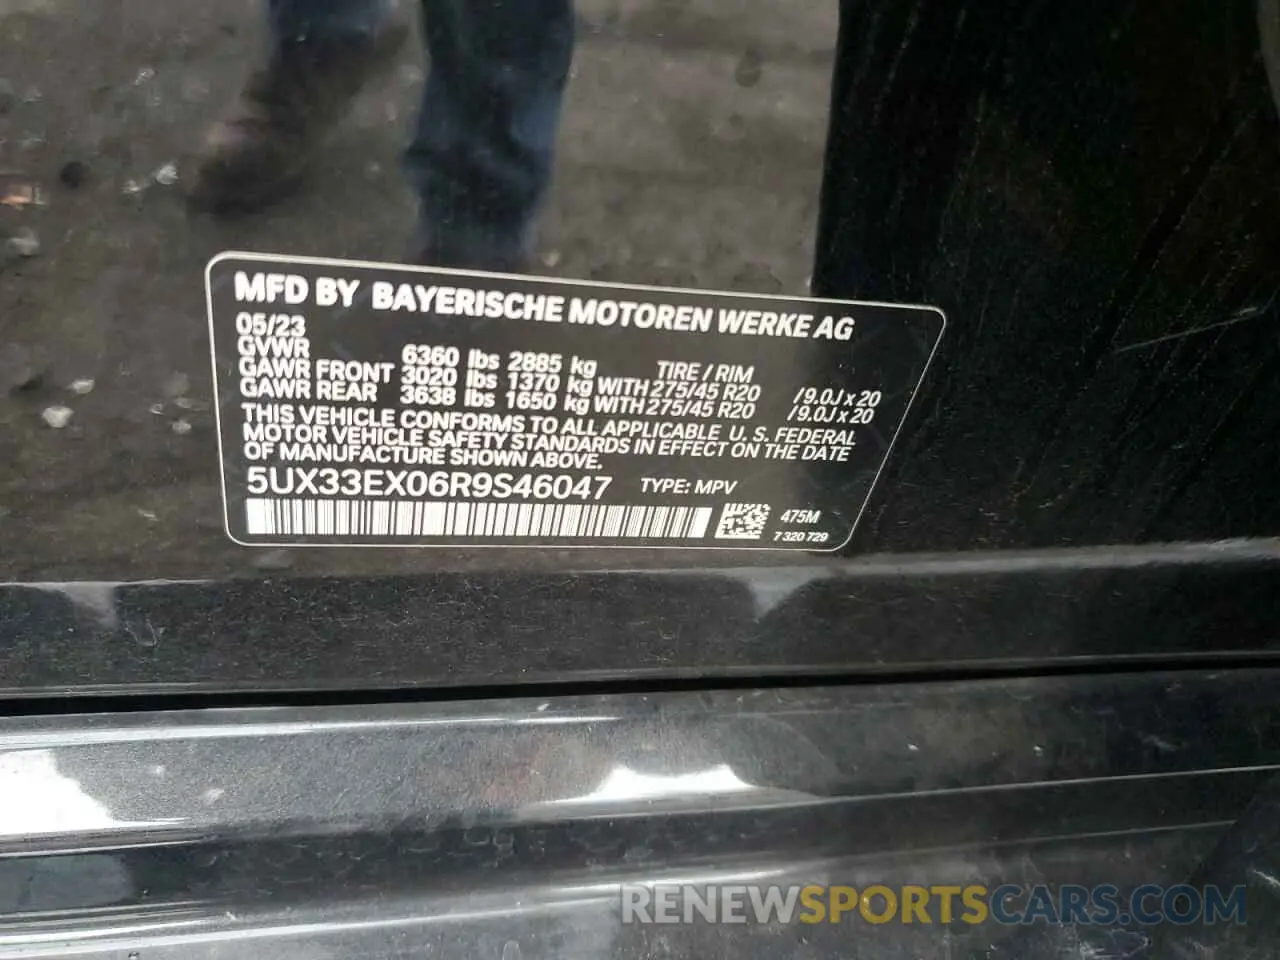 MFD BY BAYERISCHE MOTOREN WERKE AG
05/23
GVWR 6360 lbs 2885 kg TIRE / RIM
GAWR FRONT 3020 lbs 1370 kg WITH 275/45 R20 / 9.0J x 20
GAWR REAR 3638 lbs 1650 kg WITH 275/45 R20 / 9.0J x 20
THIS VEHICLE CONFORMS TO ALL APPLICABLE U. S. FEDERAL
MOTOR VEHICLE SAFETY STANDARDS IN EFFECT ON THE DATE
OF MANUFACTURE SHOWN ABOVE.
5UX33EX06R9S46047 TYPE: MPV
475M
7 320 729
RENEWSPORTSCARS.COM